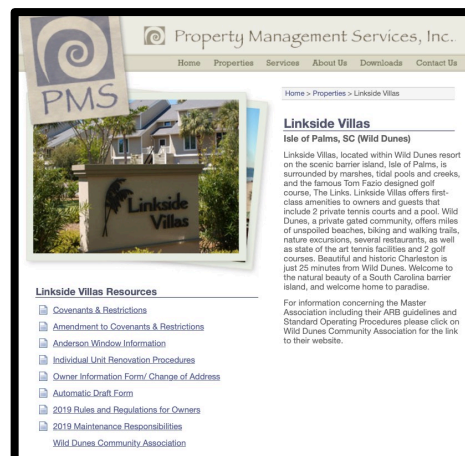 Property Management Services, Inc.
PMS
Home Properties Services About Us Downloads Contact Us
Home > Properties > Linkside Villas
Linkside
Villas
Linkside Villas
Isle of Palms, SC (Wild Dunes)
Linkside Villas, located within Wild Dunes resort
on the scenic barrier island, Isle of Palms, is
surrounded by marshes, tidal pools and creeks,
and the famous Tom Fazio designed golf
course, The Links. Linkside Villas offers first-
class amenities to owners and guests that
include 2 private tennis courts and a pool. Wild
Dunes, a private gated community, offers miles
of unspoiled beaches, biking and walking trails,
nature excursions, several restaurants, as well
as state of the art tennis facilities and 2 golf
courses. Beautiful and historic Charleston is
just 25 minutes from Wild Dunes. Welcome to
the natural beauty of a South Carolina barrier
island, and welcome home to paradise.
For information concerning the Master
Association including their ARB guidelines and
Standard Operating Procedures please click on
Wild Dunes Community Association for the link
to their website.
Linkside Villas Resources
Covenants & Restrictions
Amendment to Covenants & Restrictions
Anderson Window Information
Individual Unit Renovation Procedures
Owner Information Form/ Change of Address
Automatic Draft Form
2019 Rules and Regulations for Owners
2019 Maintenance Responsibilities
Wild Dunes Community Association